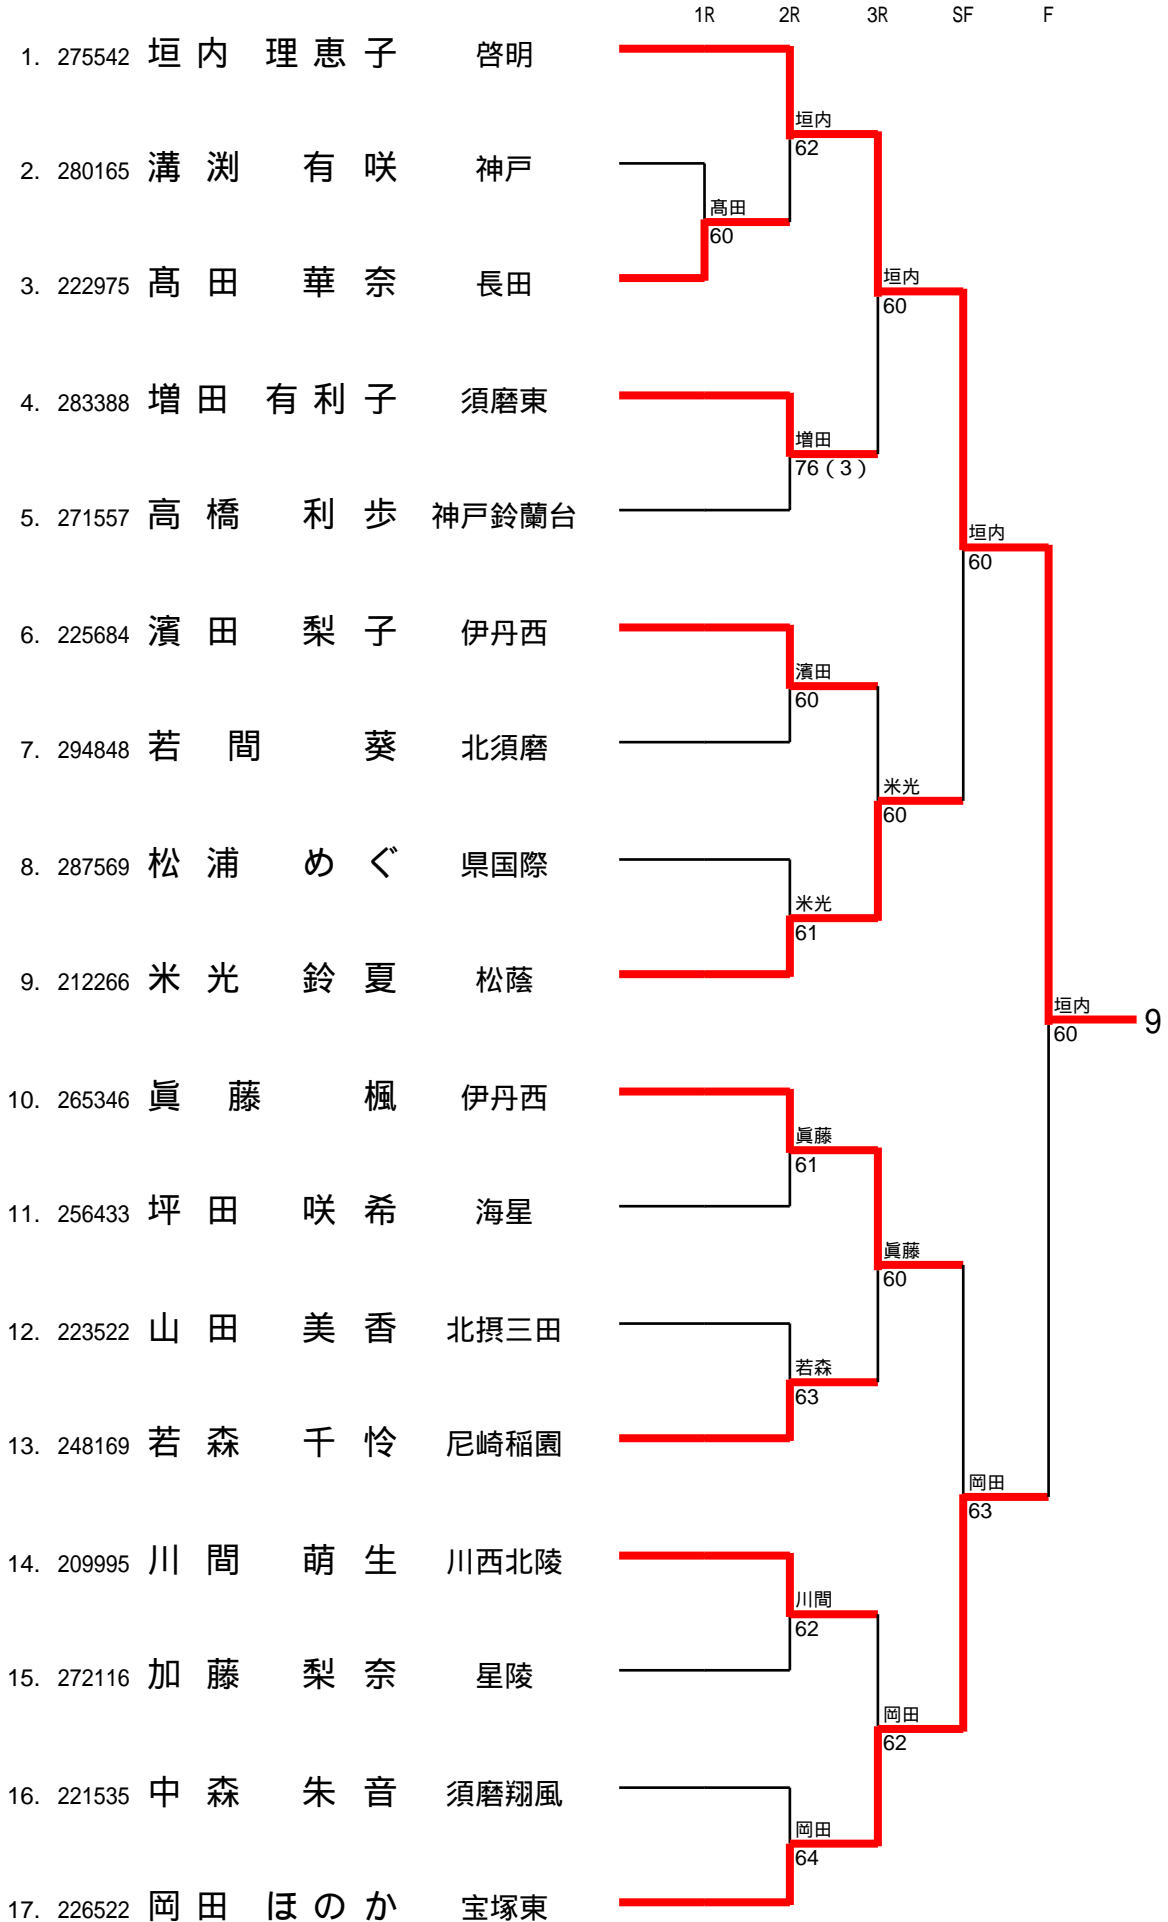 1R 2R 3R SF F
1. 275542 垣内 理恵子 啓明
垣内
62
2. 280165 溝渕 有咲 神戸
髙田
60
3. 222975 髙田 華奈 長田
垣内
60
4. 283388 増田 有利子 須磨東
増田
76(3)
5. 271557 高橋 利歩 神戸鈴蘭台
垣内
60
6. 225684 濱田 梨子 伊丹西
濱田
60
7. 294848 若間 葵 北須磨
米光
60
8. 287569 松浦 めぐ 県国際
米光
61
9. 212266 米光 鈴夏 松蔭
垣内
60
9
10. 265346 眞藤 楓 伊丹西
眞藤
61
11. 256433 坪田 咲希 海星
眞藤
60
12. 223522 山田 美香 北摂三田
若森
63
13. 248169 若森 千怜 尼崎稲園
岡田
63
14. 209995 川間 萌生 川西北陵
川間
62
15. 272116 加藤 梨奈 星陵
岡田
62
16. 221535 中森 朱音 須磨翔風
岡田
64
17. 226522 岡田 ほのか 宝塚東